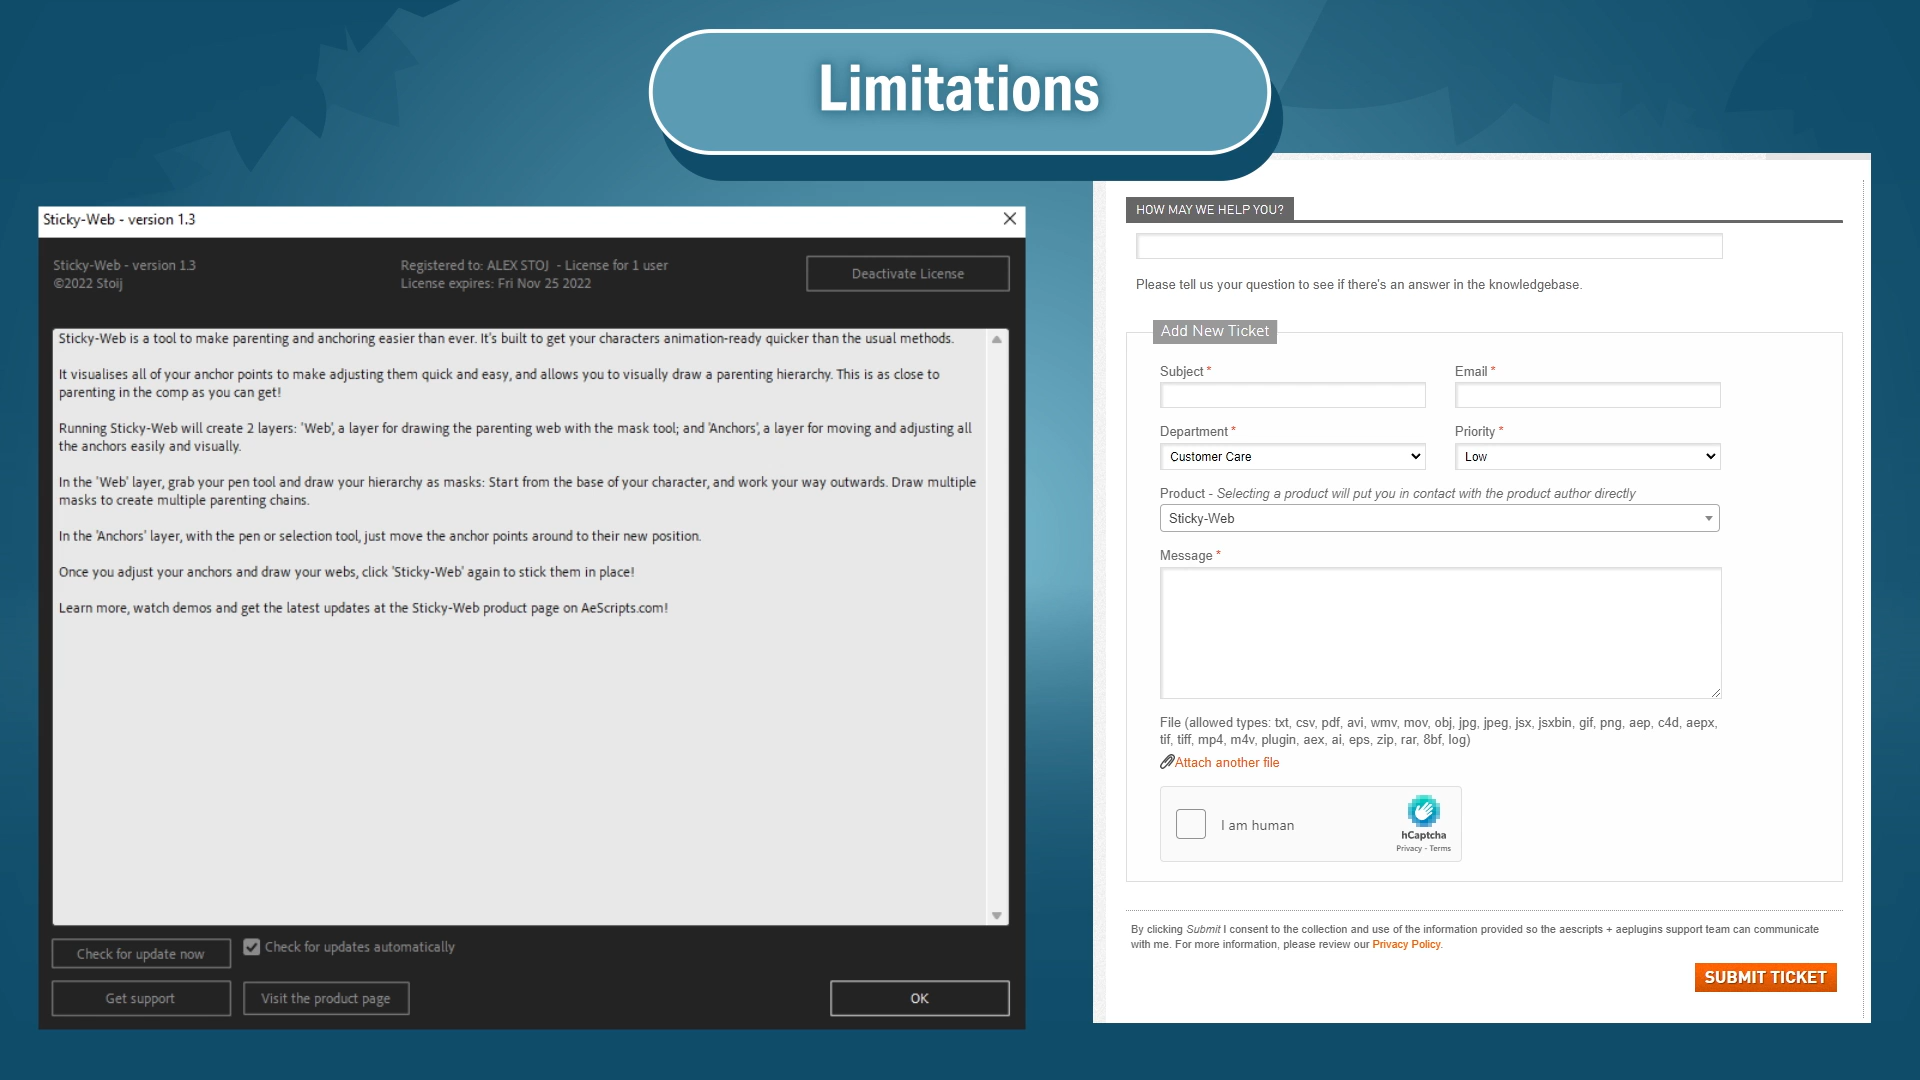 Limitations
Sticky-Web - version 1.3
Sticky-Web - version 1.3
©2022 Stoij
Registered to: ALEX STOJ - License for 1 user
License expires: Fri Nov 25 2022
Deactivate License
Sticky-Web is a tool to make parenting and anchoring easier than ever. It's built to get your characters animation-ready quicker than the usual methods.
It visualises all of your anchor points to make adjusting them quick and easy, and allows you to visually draw a parenting hierarchy. This is as close to
parenting in the comp as you can get!
Running Sticky-Web will create 2 layers: 'Web', a layer for drawing the parenting web with the mask tool; and 'Anchors', a layer for moving and adjusting all
the anchors easily and visually.
In the 'Web' layer, grab your pen tool and draw your hierarchy as masks: Start from the base of your character, and work your way outwards. Draw multiple
masks to create multiple parenting chains.
In the 'Anchors' layer, with the pen or selection tool, just move the anchor points around to their new position.
Once you adjust your anchors and draw your webs, click 'Sticky-Web' again to stick them in place!
Learn more, watch demos and get the latest updates at the Sticky-Web product page on AeScripts.com!
Check for update now
Check for updates automatically
Get support
Visit the product page
OK
HOW MAY WE HELP YOU?
Please tell us your question to see if there's an answer in the knowledgebase.
Add New Ticket
Subject *
Email *
Department *
Priority *
Customer Care
Low
Product - Selecting a product will put you in contact with the product author directly
Sticky-Web
Message *
File (allowed types: txt, csv, pdf, avi, wmv, mov, obj, jpg, jpeg, jsx, jsxbin, gif, png, aep, c4d, aepx,
tif, tiff, mp4, m4v, plugin, aex, ai, eps, zip, rar, 8bf, log)
Attach another file
I am human
hCaptcha
Privacy - Terms
By clicking Submit I consent to the collection and use of the information provided so the aescripts + aeplugins support team can communicate
with me. For more information, please review our Privacy Policy.
SUBMIT TICKET